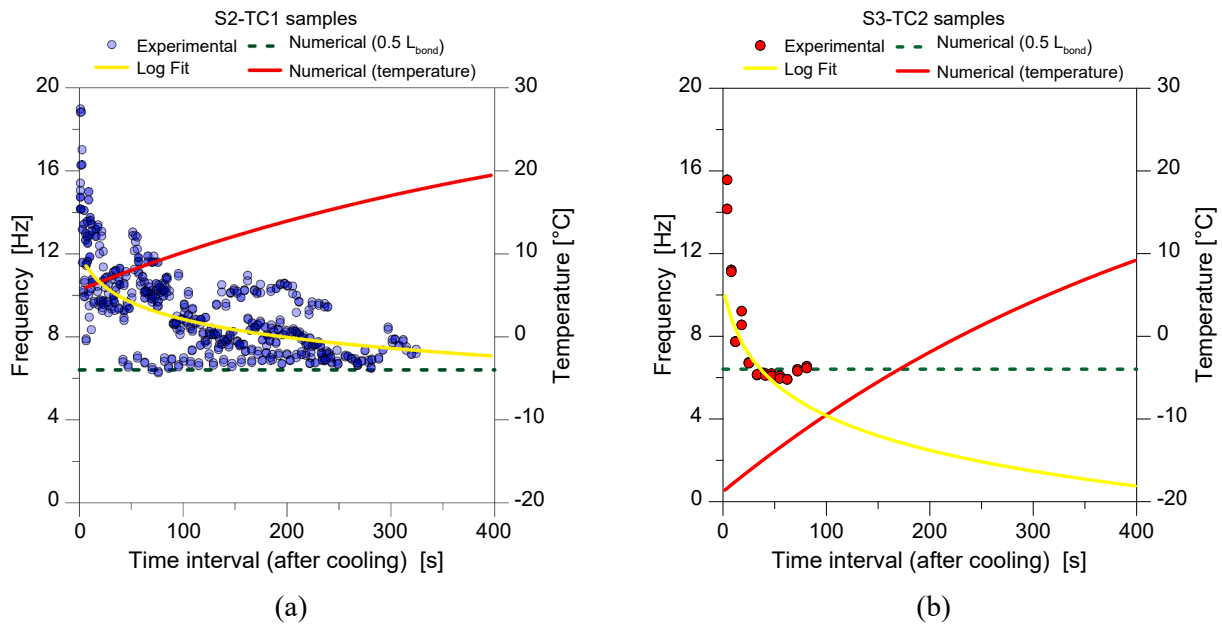 S2-TC1 samples
Experimental
Numerical (0.5 L_bond)
Log Fit
Numerical (temperature)
20
16
12
8
4
0
Frequency [Hz]
30
20
10
0
-10
-20
Temperature [°C]
0
100
200
300
400
Time interval (after cooling) [s]
(a)
S3-TC2 samples
Experimental
Numerical (0.5 L_bond)
Log Fit
Numerical (temperature)
20
16
12
8
4
0
Frequency [Hz]
30
20
10
0
-10
-20
Temperature [°C]
0
100
200
300
400
Time interval (after cooling) [s]
(b)